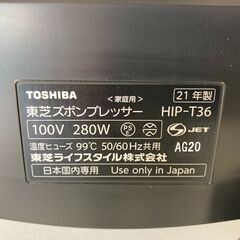 TOSHIBA
〈家庭用〉
21年製
東芝ズボンプレッサー HIP-T36
100V 280W PSE S JET
温度ヒューズ 99℃ 50/60Hz共用 AG20
東芝ライフスタイル株式会社
日本国内専用 Use only in Japan